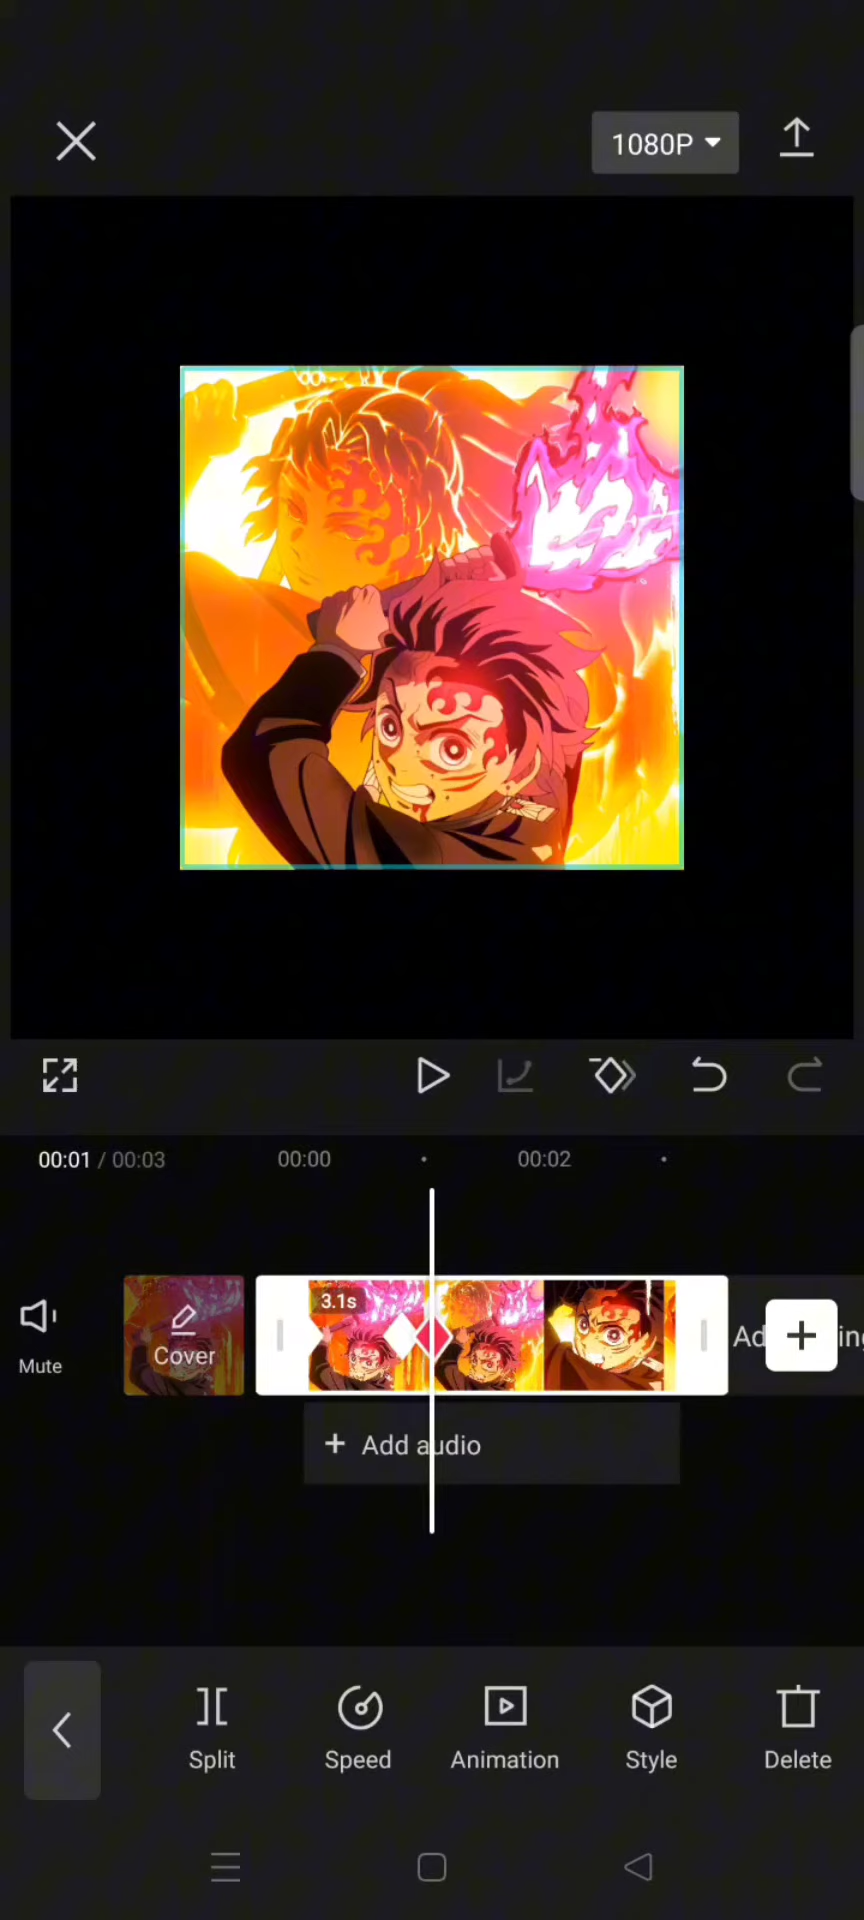 1080P
00:01 / 00:03
00:00
00:02
3.1s
Mute
Cover
Ad
+ Add audio
Split
Speed
Animation
Style
Delete